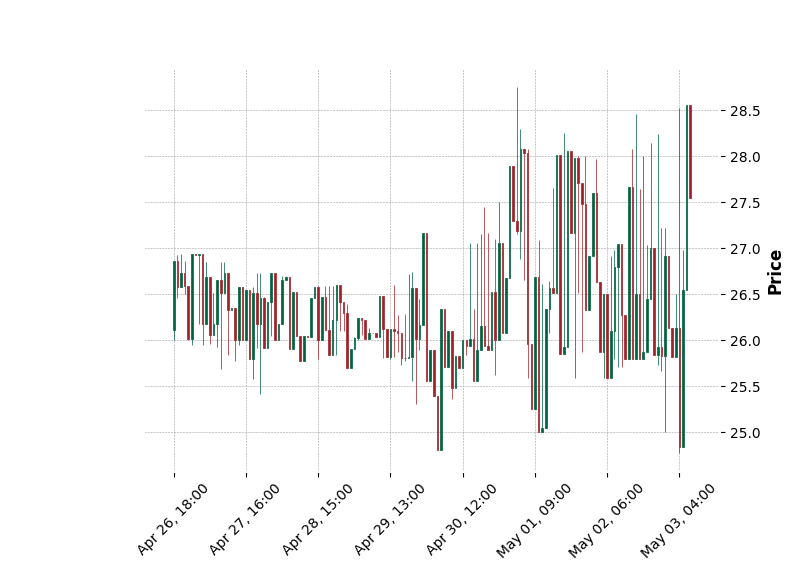 28.5
28.0
27.5
27.0
26.5
26.0
25.5
25.0
Price
Apr 26, 18:00
Apr 27, 16:00
Apr 28, 15:00
Apr 29, 13:00
Apr 30, 12:00
May 01, 09:00
May 02, 06:00
May 03, 04:00